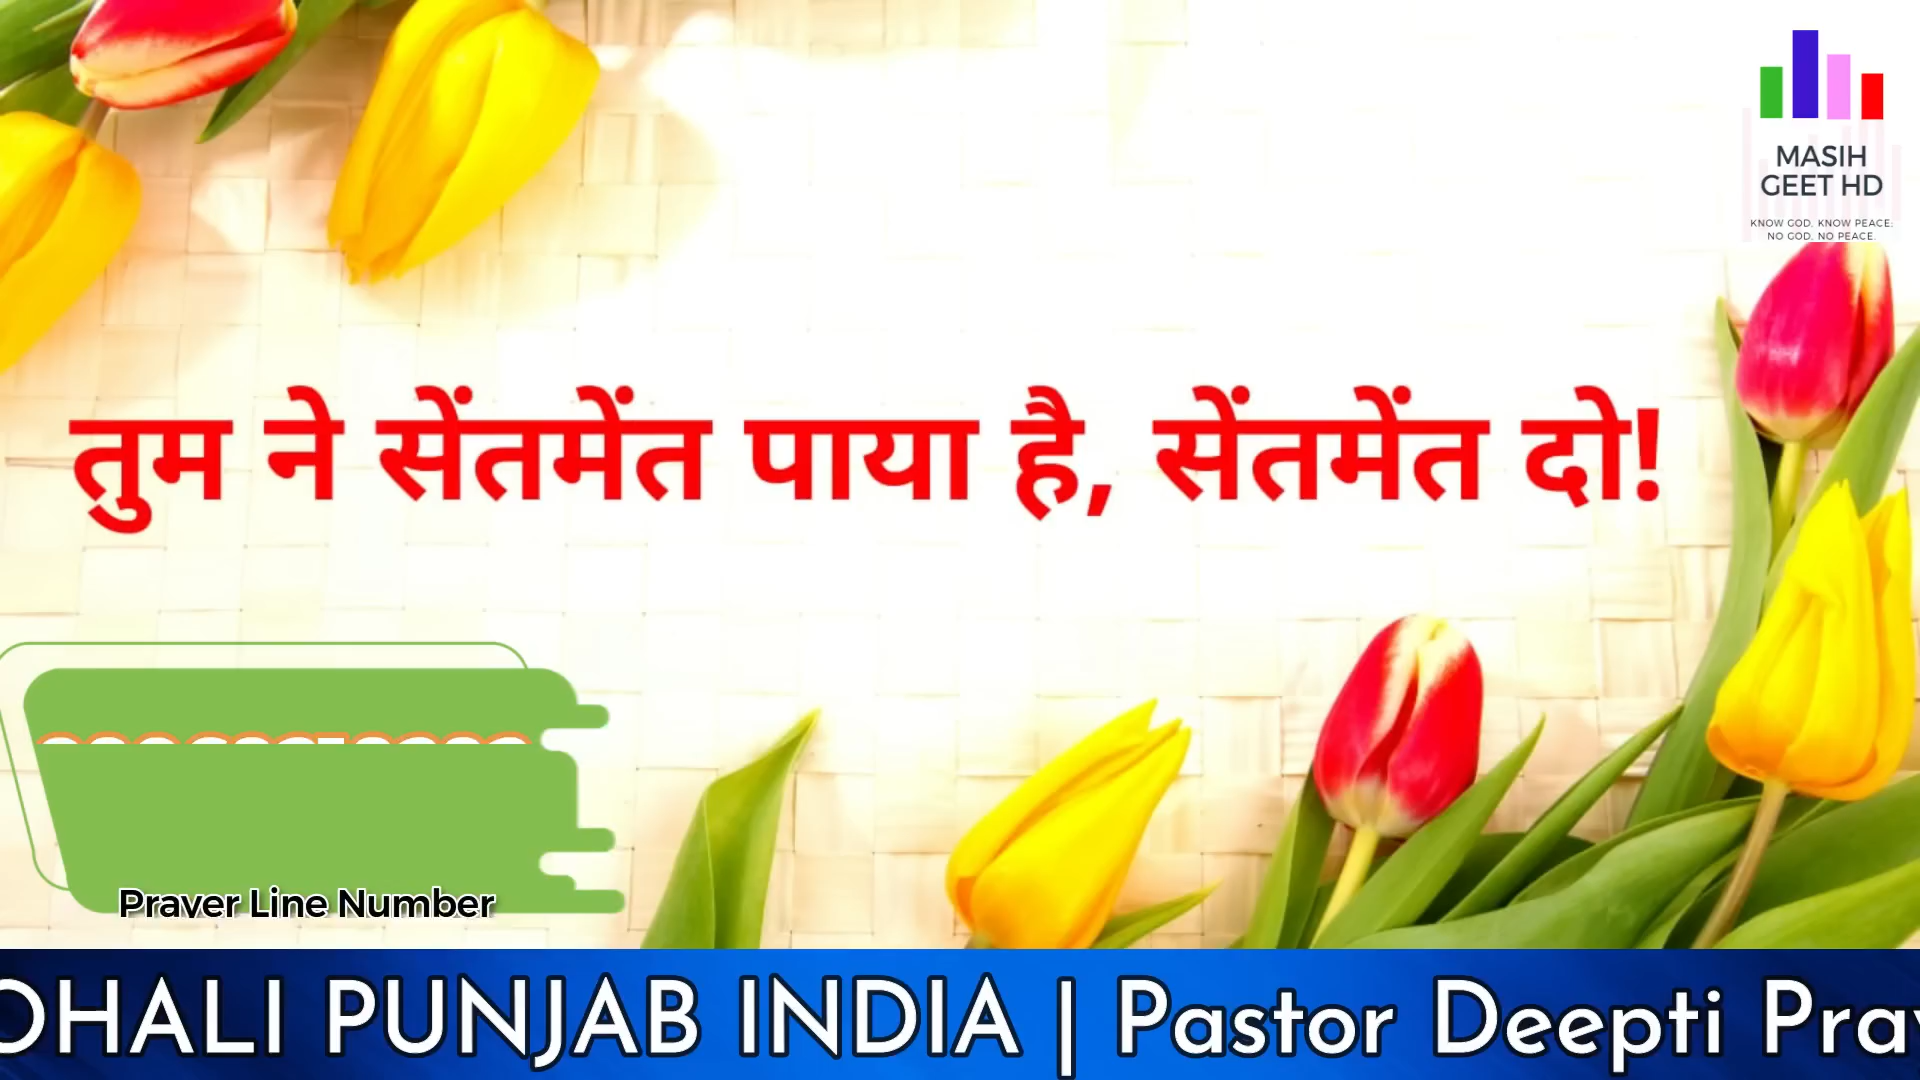 MASIH
GEET HD
KNOW GOD. KNOW PEACE:
NO GOD. NO PEACE.
तुम ने सेंतमेंत पाया है, सेंतमेंत दो!
Prayer Line Number
OHALI PUNJAB INDIA | Pastor Deepti